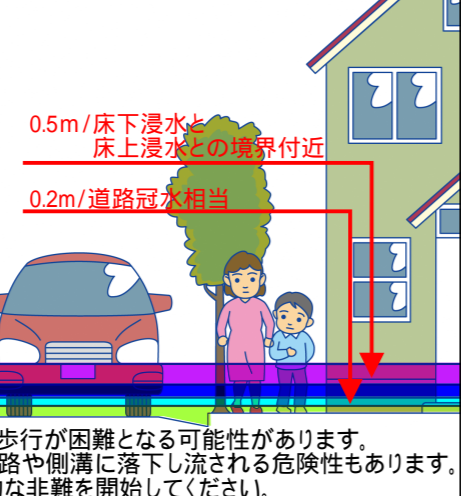 0.5m/床下浸水と
床上浸水との境界付近
0.2m/道路冠水相当
歩行が困難となる可能性があります。
路や側溝に落下し流される危険性もあります。
的な非難を開始してください。